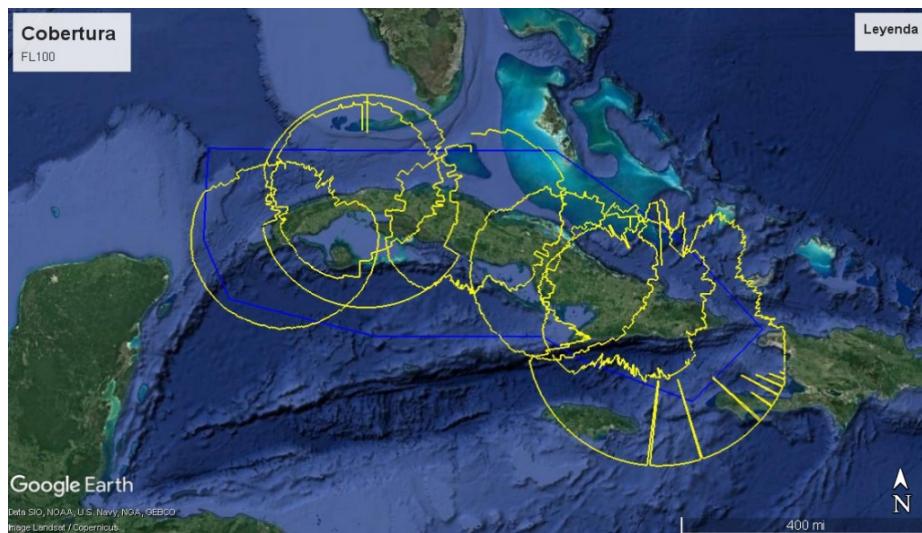 Cobertura
FL100
Leyenda
Google Earth
Data SIO, NOAA, U.S. Navy, NGA, GEBCO
Image Landsat / Copernicus
N
400 mi